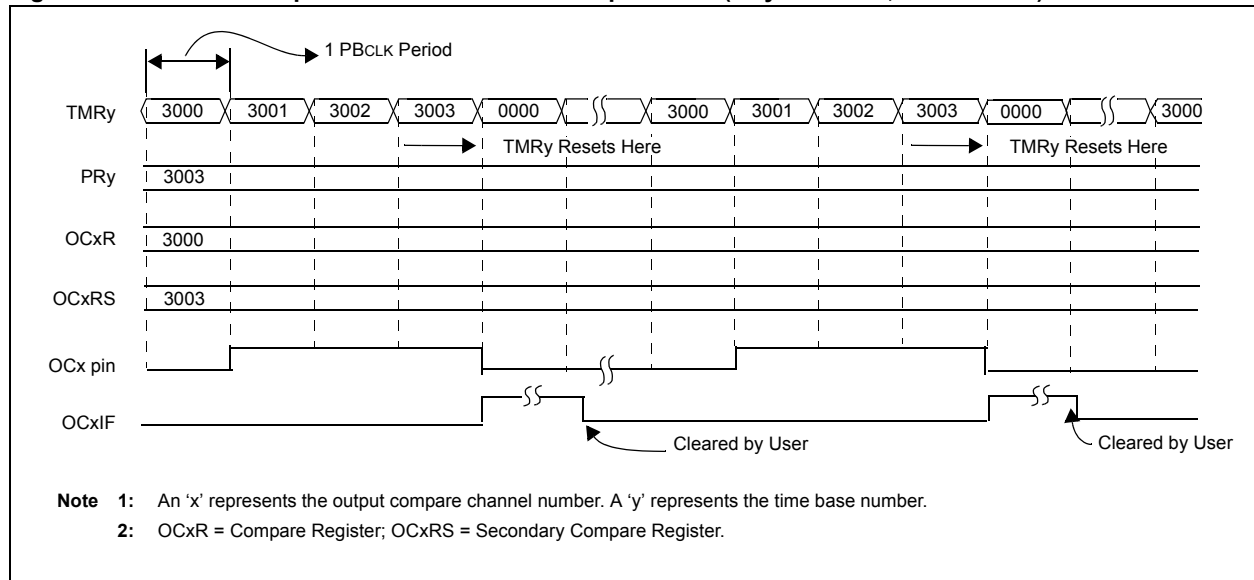 1 PBCLK Period
TMRy 3000 3001 3002 3003 0000 3000 3001 3002 3003 0000 3000
TMRy Resets Here TMRy Resets Here
PRy 3003
OCxR 3000
OCxRS 3003
OCx pin
OCxIF
Cleared by User Cleared by User
Note 1: An ‘x’ represents the output compare channel number. A ‘y’ represents the time base number.
2: OCxR = Compare Register; OCxRS = Secondary Compare Register.